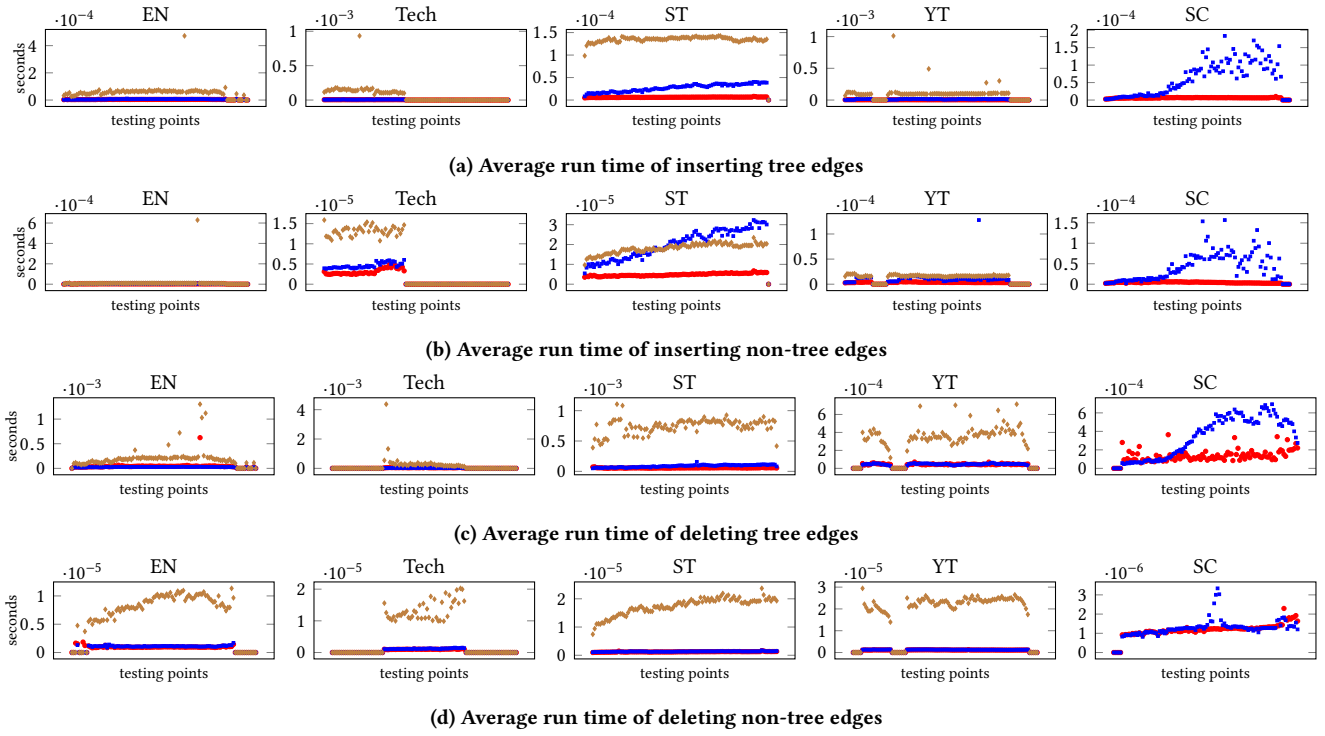 EN Tech ST YT SC
·10⁻⁴ ·10⁻³ ·10⁻⁴ ·10⁻³ ·10⁻⁴
seconds
4 2 0
1 0.5 0
1.5 1 0.5 0
1 0.5 0
2 1 0
testing points testing points testing points testing points testing points
(a) Average run time of inserting tree edges
EN Tech ST YT SC
·10⁻⁴ ·10⁻⁵ ·10⁻⁵ ·10⁻⁴ ·10⁻⁴
seconds
6 4 2 0
1.5 1 0.5 0
3 2 1 0
1 0.5 0
1.5 1 0.5 0
testing points testing points testing points testing points testing points
(b) Average run time of inserting non-tree edges
EN Tech ST YT SC
·10⁻³ ·10⁻³ ·10⁻³ ·10⁻⁴ ·10⁻⁴
seconds
1 0.5 0
4 2 0
1 0.5 0
6 4 2 0
6 4 2 0
testing points testing points testing points testing points testing points
(c) Average run time of deleting tree edges
EN Tech ST YT SC
·10⁻⁵ ·10⁻⁵ ·10⁻⁵ ·10⁻⁵ ·10⁻⁶
seconds
1 0.5 0
2 1 0
2 1 0
3 2 1 0
3 2 1 0
testing points testing points testing points testing points testing points
(d) Average run time of deleting non-tree edges